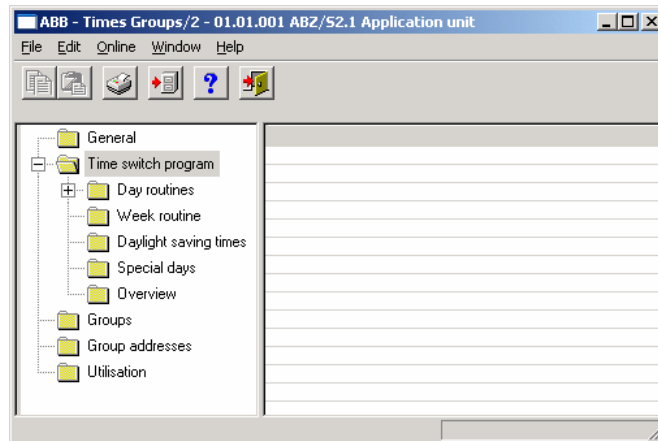 ABB - Times Groups/2 - 01.01.001 ABZ/S2.1 Application unit
File Edit Online Window Help
?
General
Time switch program
Day routines
Week routine
Daylight saving times
Special days
Overview
Groups
Group addresses
Utilisation